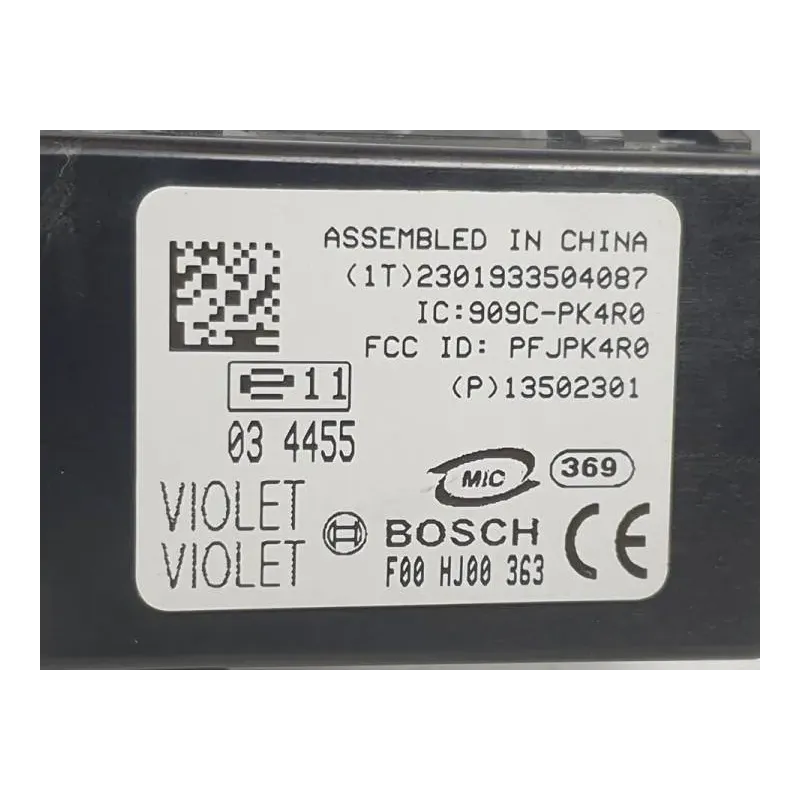 ASSEMBLED IN CHINA
(1T)2301933504087
IC:909C-PK4R0
FCC ID: PFJPK4R0
11
(P)13502301
03 4455
MIC
369
VIOLET
VIOLET
BOSCH
F00 HJ00 363
CE